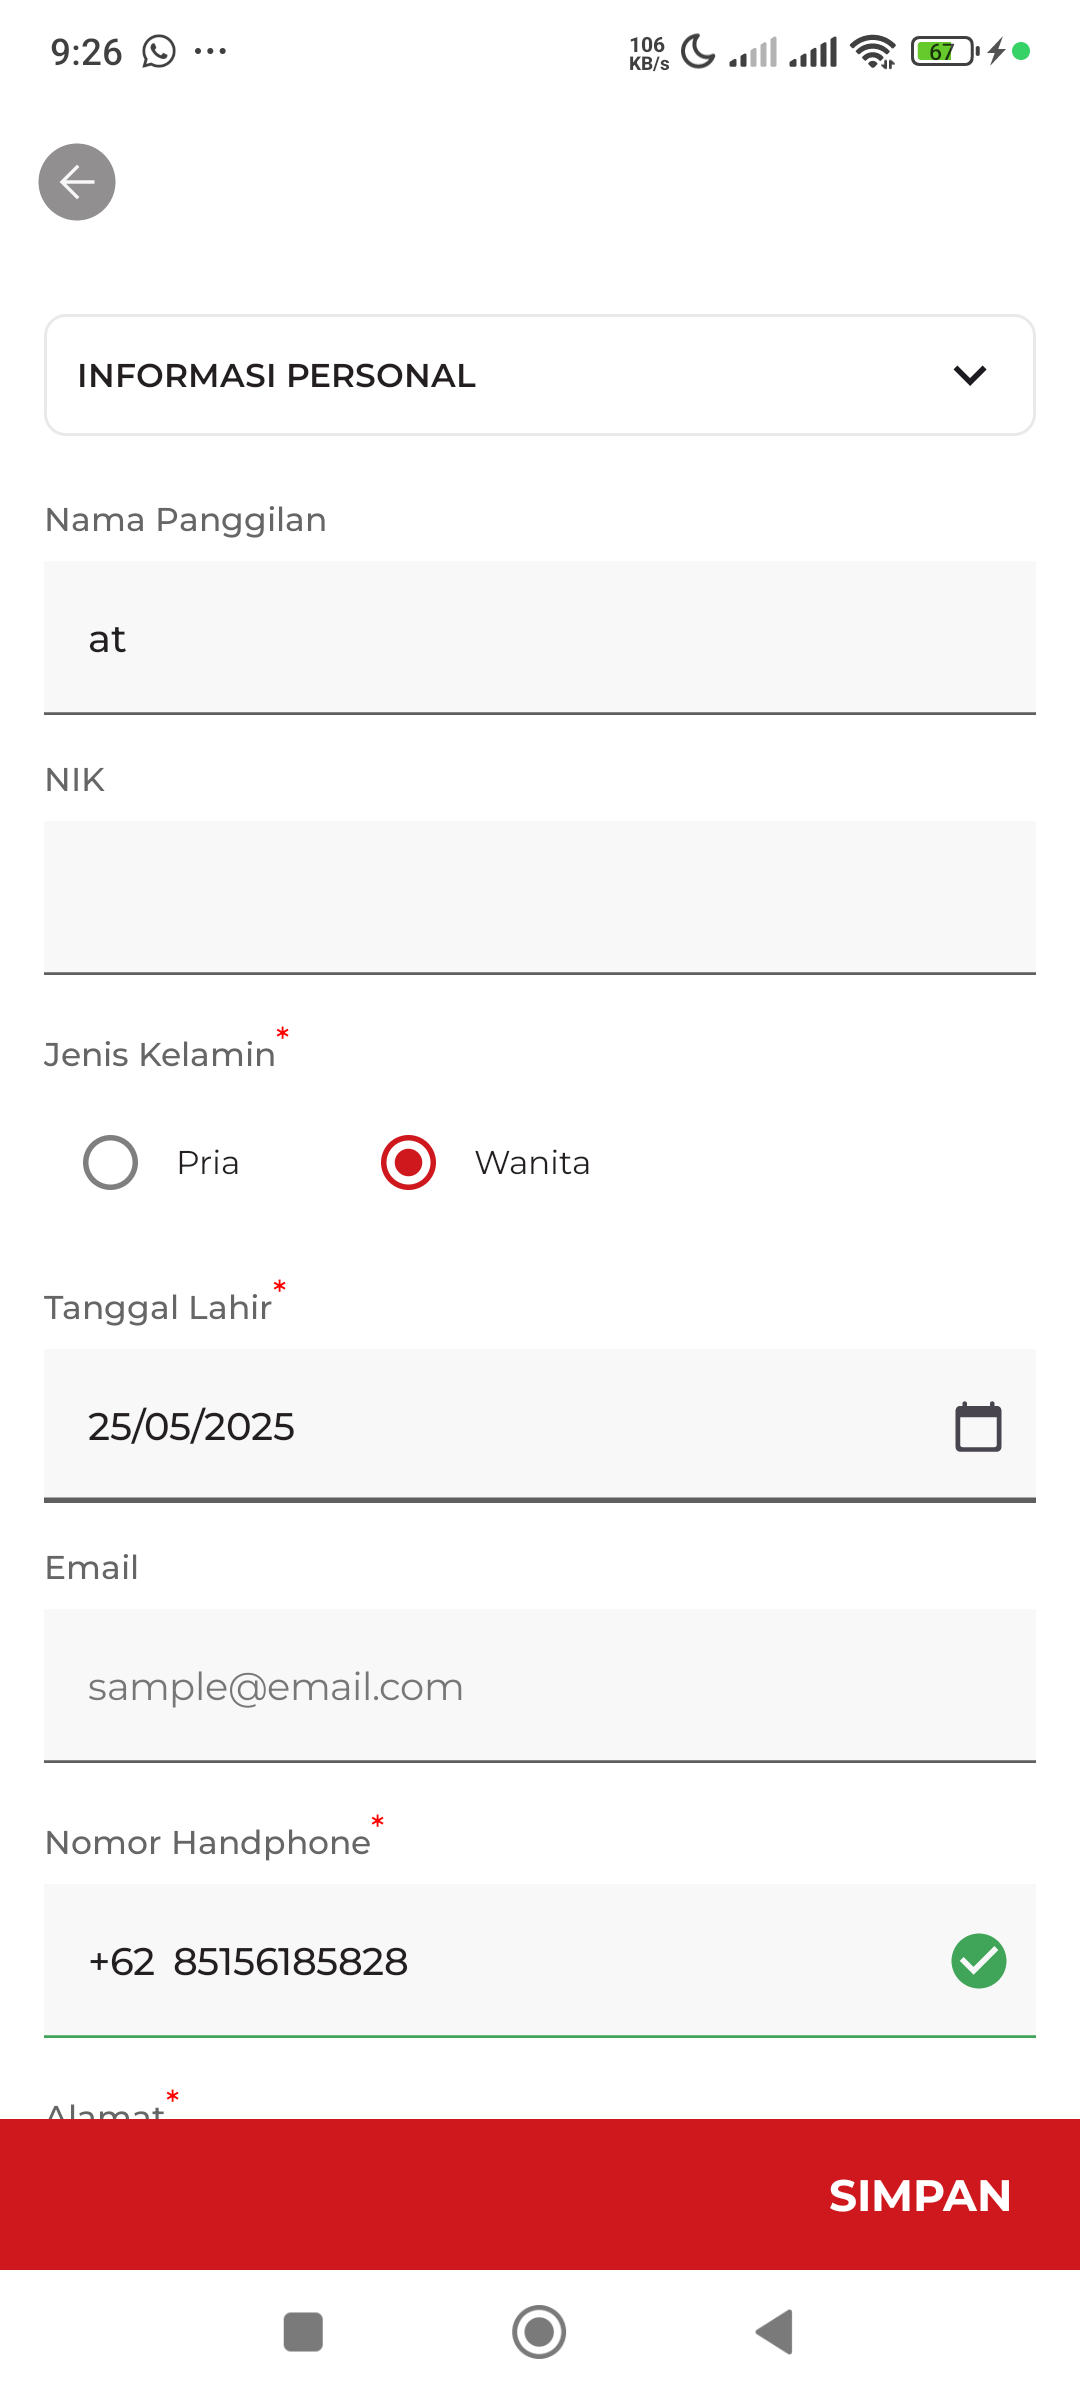 9:26
106
KB/s
67
INFORMASI PERSONAL
Nama Panggilan
at
NIK
Jenis Kelamin*
Pria
Wanita
Tanggal Lahir*
25/05/2025
Email
sample@email.com
Nomor Handphone*
+62 85156185828
Alamat*
SIMPAN